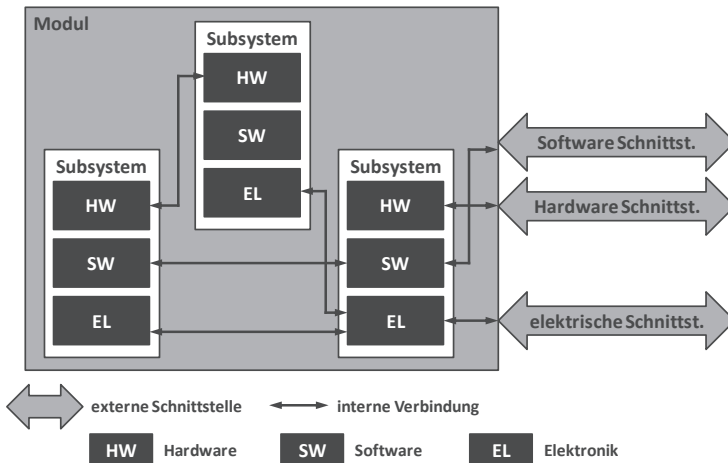 Modul
Subsystem
HW
SW
EL
Subsystem
HW
SW
EL
Subsystem
HW
SW
EL
Software Schnittst.
Hardware Schnittst.
elektrische Schnittst.
externe Schnittstelle
interne Verbindung
HW Hardware
SW Software
EL Elektronik